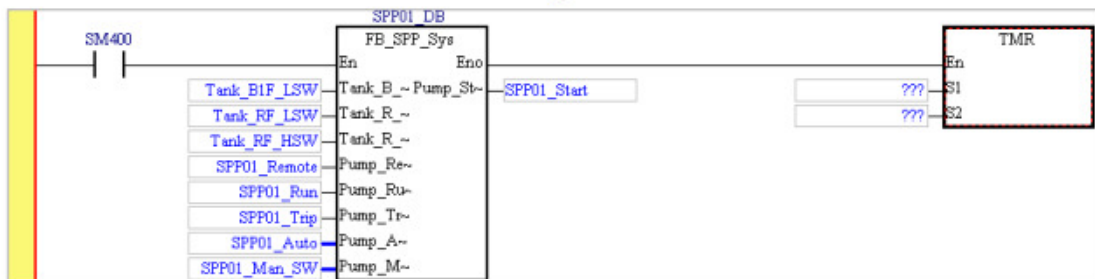 SPP01_DB
SM400
FB_SPP_Sys
TMR
En
Eno
En
Tank_B1F_LSW
Tank_B_~
Pump_St~
SPP01_Start
???
S1
Tank_RF_LSW
Tank_R_~
???
S2
Tank_RF_HSW
Tank_R_~
SPP01_Remote
Pump_Re~
SPP01_Run
Pump_Ru~
SPP01_Trip
Pump_Tr~
SPP01_Auto
Pump_A~
SPP01_Man_SW
Pump_M~